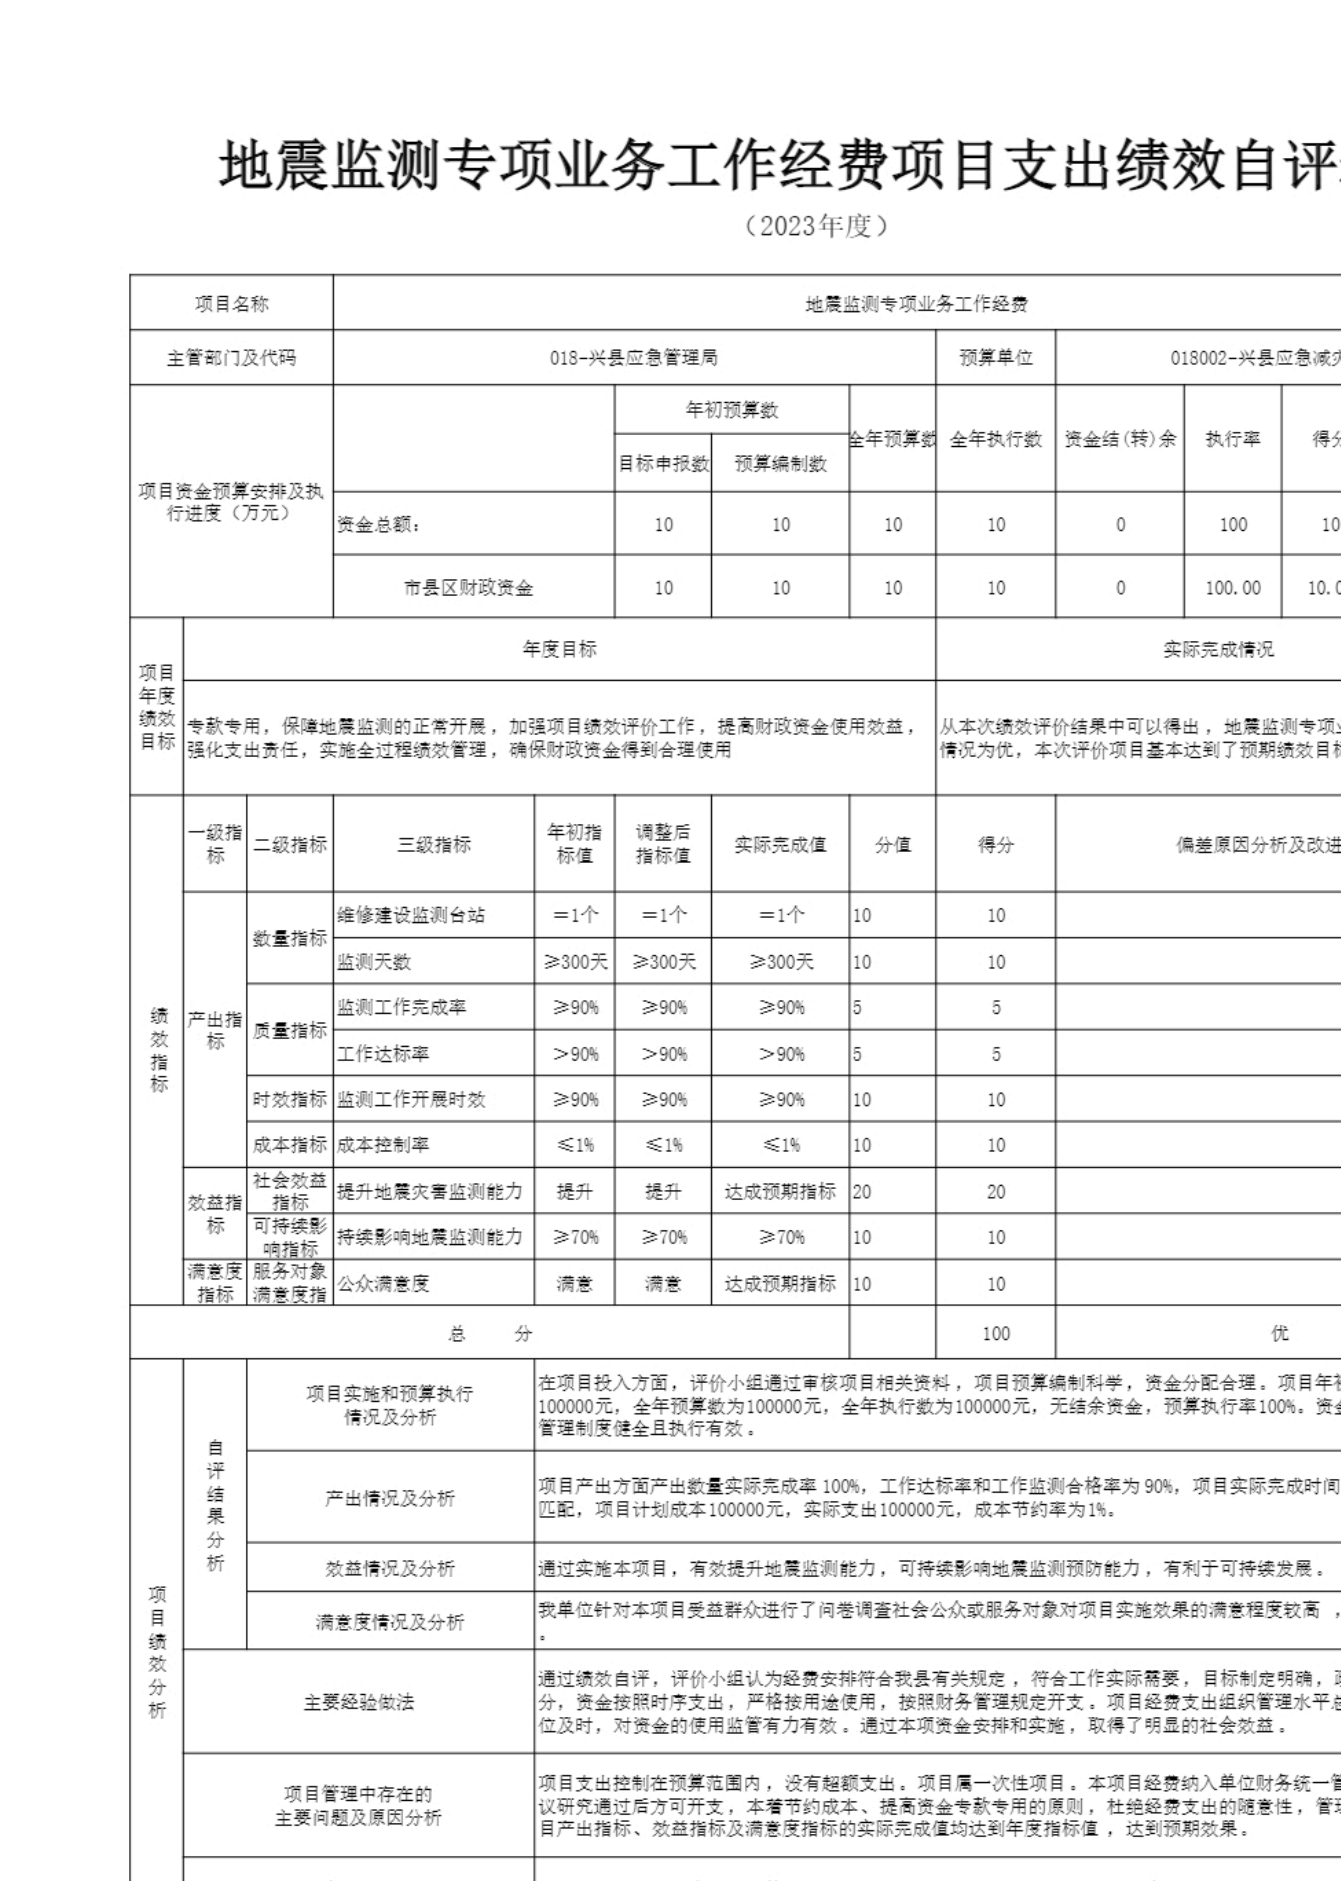 地震监测专项业务工作经费项目支出绩效自评
（2023年度）
项目名称
地震监测专项业务工作经费
主管部门及代码
018-兴县应急管理局
预算单位
018002-兴县应急减灾
项目资金预算安排及执
行进度（万元）
年初预算数
目标申报数
预算编制数
全年预算数
全年执行数
资金结(转)余
执行率
得分
资金总额：
10
10
10
10
0
100
10
市县区财政资金
10
10
10
10
0
100.00
10.0
项目
年度
绩效
目标
年度目标
实际完成情况
专款专用，保障地震监测的正常开展，加强项目绩效评价工作，提高财政资金使用效益，
强化支出责任，实施全过程绩效管理，确保财政资金得到合理使用
从本次绩效评价结果中可以得出，地震监测专项业
情况为优，本次评价项目基本达到了预期绩效目标
绩
效
指
标
一级指
标
二级指标
三级指标
年初指
标值
调整后
指标值
实际完成值
分值
得分
偏差原因分析及改进
产出指
标
数量指标
维修建设监测台站
＝1个
＝1个
＝1个
10
10
监测天数
≥300天
≥300天
≥300天
10
10
质量指标
监测工作完成率
≥90%
≥90%
≥90%
5
5
工作达标率
＞90%
＞90%
＞90%
5
5
时效指标
监测工作开展时效
≥90%
≥90%
≥90%
10
10
成本指标
成本控制率
≤1%
≤1%
≤1%
10
10
效益指
标
社会效益
指标
提升地震灾害监测能力
提升
提升
达成预期指标
20
20
可持续影
响指标
持续影响地震监测能力
≥70%
≥70%
≥70%
10
10
满意度
指标
服务对象
满意度指
公众满意度
满意
满意
达成预期指标
10
10
总 分
100
优
项
目
绩
效
分
析
自
评
结
果
分
析
项目实施和预算执行
情况及分析
在项目投入方面，评价小组通过审核项目相关资料，项目预算编制科学，资金分配合理。项目年初
100000元，全年预算数为100000元，全年执行数为100000元，无结余资金，预算执行率100%。资金
管理制度健全且执行有效。
产出情况及分析
项目产出方面产出数量实际完成率100%，工作达标率和工作监测合格率为90%，项目实际完成时间
匹配，项目计划成本100000元，实际支出100000元，成本节约率为1%。
效益情况及分析
通过实施本项目，有效提升地震监测能力，可持续影响地震监测预防能力，有利于可持续发展。
满意度情况及分析
我单位针对本项目受益群众进行了问卷调查社会公众或服务对象对项目实施效果的满意程度较高，
。
主要经验做法
通过绩效自评，评价小组认为经费安排符合我县有关规定，符合工作实际需要，目标制定明确，
分，资金按照时序支出，严格按用途使用，按照财务管理规定开支。项目经费支出组织管理水平总
位及时，对资金的使用监管有力有效。通过本项资金安排和实施，取得了明显的社会效益。
项目管理中存在的
主要问题及原因分析
项目支出控制在预算范围内，没有超额支出。项目属一次性项目。本项目经费纳入单位财务统一管
议研究通过后方可开支，本着节约成本、提高资金专款专用的原则，杜绝经费支出的随意性，管理
目产出指标、效益指标及满意度指标的实际完成值均达到年度指标值，达到预期效果。